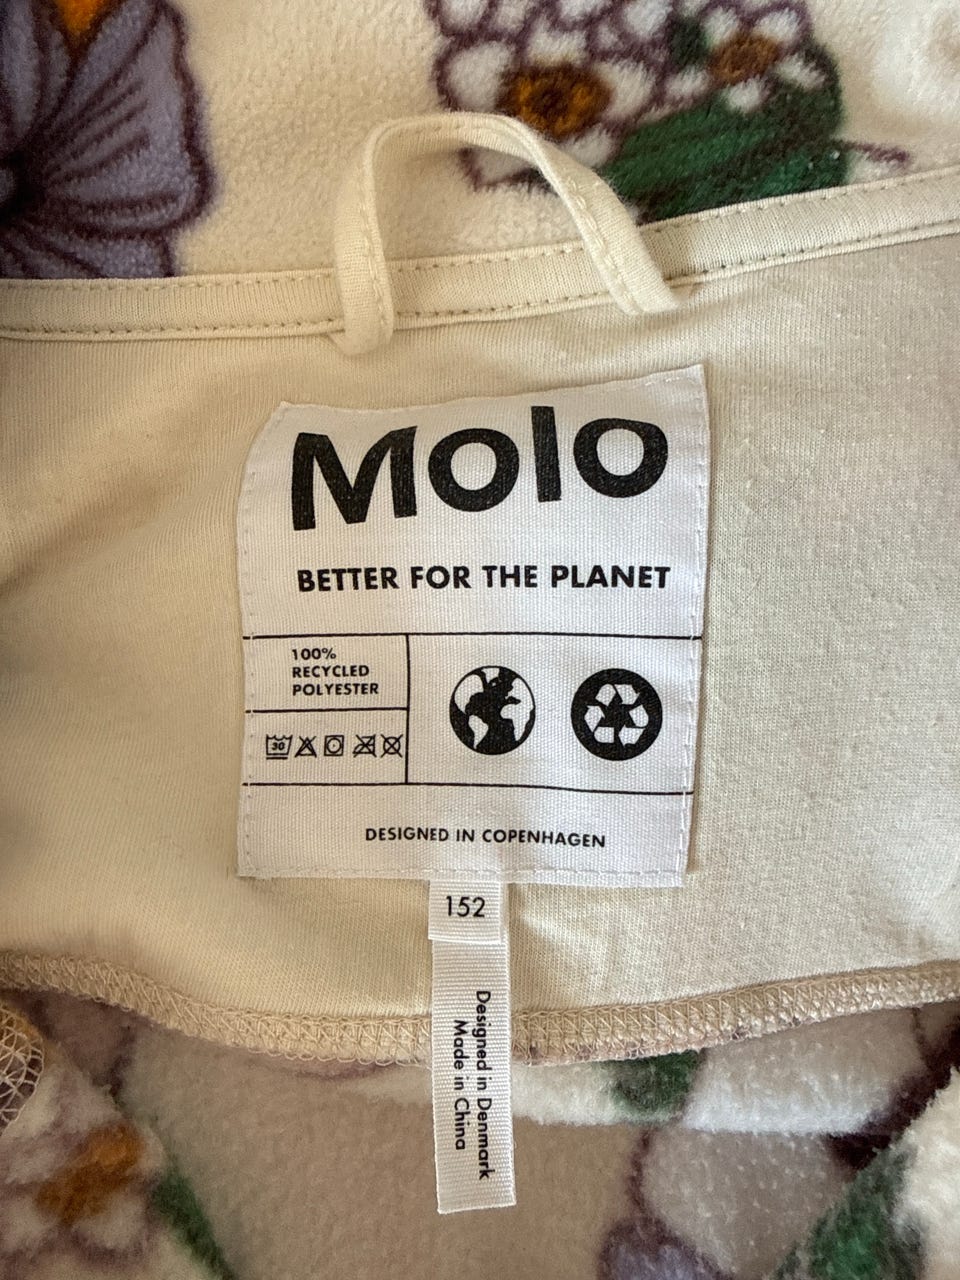 Molo
BETTER FOR THE PLANET
100%
RECYCLED
POLYESTER
30
DESIGNED IN COPENHAGEN
152
Designed in Denmark
Made in China